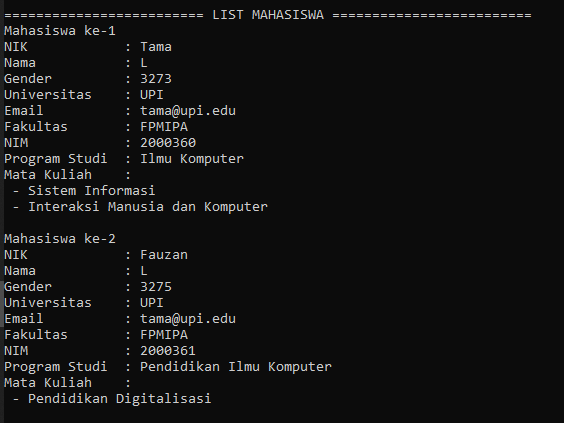 ========================= LIST MAHASISWA =========================
Mahasiswa ke-1
NIK : Tama
Nama : L
Gender : 3273
Universitas : UPI
Email : tama@upi.edu
Fakultas : FPMIPA
NIM : 2000360
Program Studi : Ilmu Komputer
Mata Kuliah :
- Sistem Informasi
- Interaksi Manusia dan Komputer
Mahasiswa ke-2
NIK : Fauzan
Nama : L
Gender : 3275
Universitas : UPI
Email : tama@upi.edu
Fakultas : FPMIPA
NIM : 2000361
Program Studi : Pendidikan Ilmu Komputer
Mata Kuliah :
- Pendidikan Digitalisasi